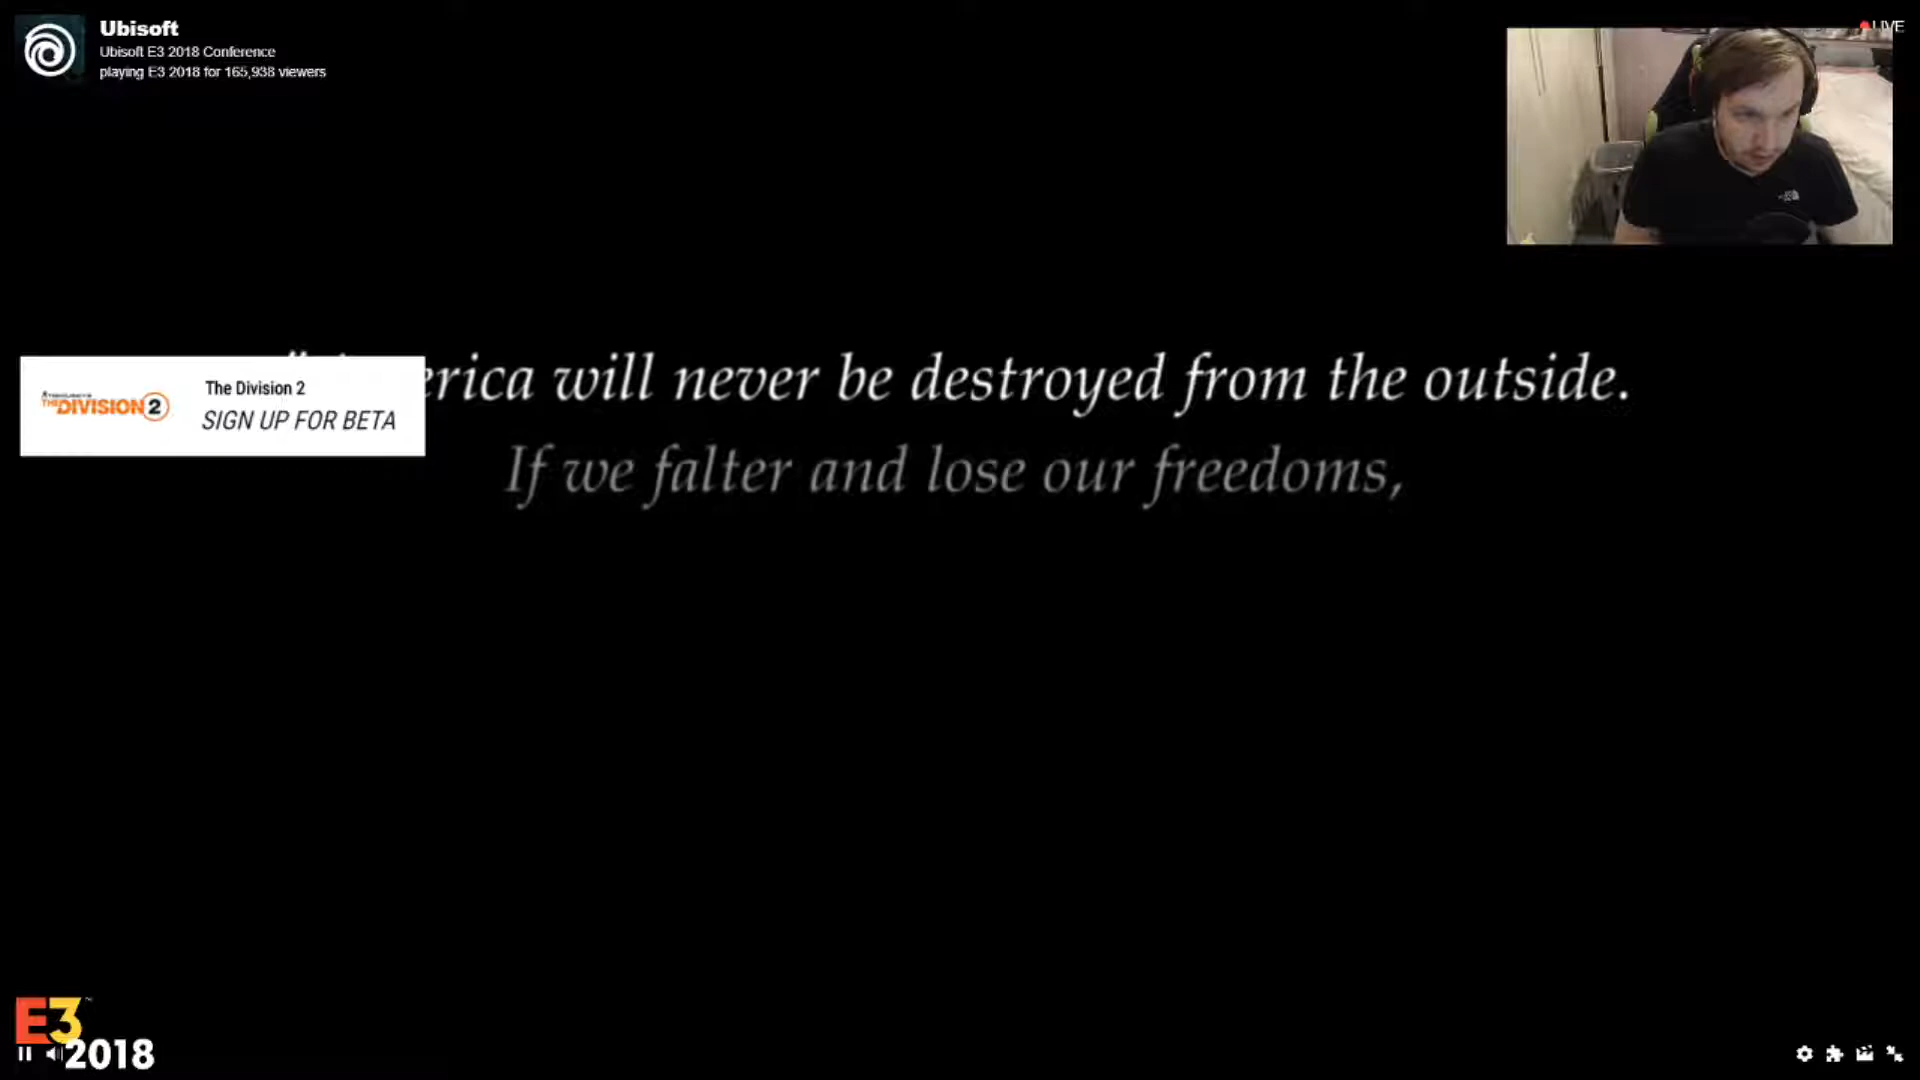 Ubisoft
Ubisoft E3 2018 Conference
playing E3 2018 for 165,938 viewers
LIVE
erica will never be destroyed from the outside.
The Division 2
THE DIVISION 2
SIGN UP FOR BETA
If we falter and lose our freedoms,
E3
2018